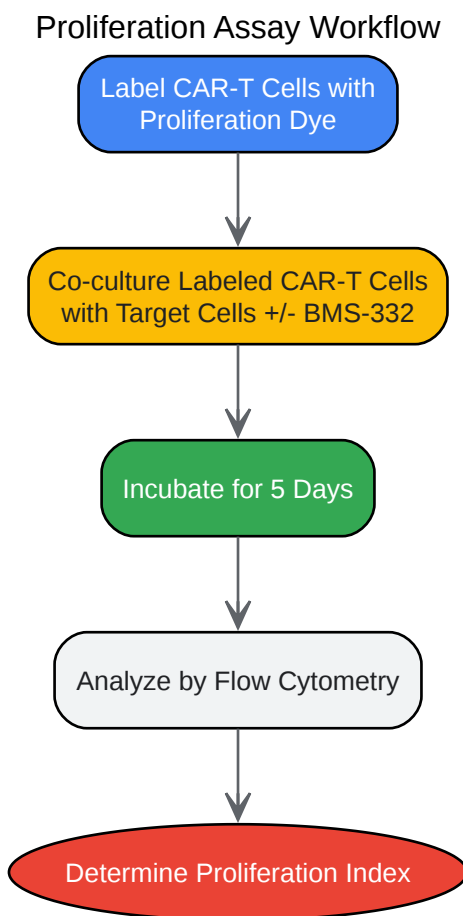 Proliferation Assay Workflow
Label CAR-T Cells with
Proliferation Dye
Co-culture Labeled CAR-T Cells
with Target Cells +/- BMS-332
Incubate for 5 Days
Analyze by Flow Cytometry
Determine Proliferation Index